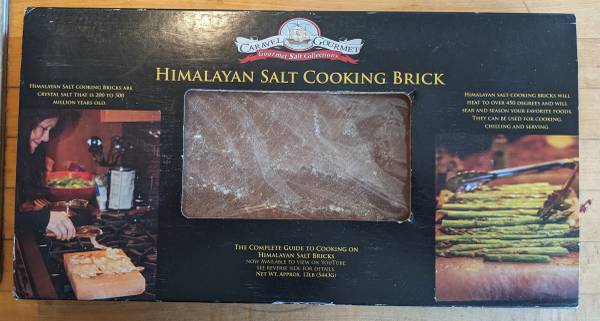 CARAVEL GOURMET
Gourmet Salt Collections
HIMALAYAN SALT COOKING BRICK
HIMALAYAN SALT COOKING BRICKS ARE
CRYSTAL SALT THAT IS 200 TO 500
MILLION YEARS OLD.
HIMALAYAN SALT COOKING BRICKS WILL
HEAT TO OVER 450 DEGREES AND WILL
SEAR AND SEASON YOUR FAVORITE FOODS.
THEY CAN BE USED FOR COOKING,
CHILLING AND SERVING.
THE COMPLETE GUIDE TO COOKING ON
HIMALAYAN SALT BRICKS
NOW AVAILABLE TO VIEW ON YOUTUBE.
SEE REVERSE SIDE FOR DETAILS.
NET WT. APPROX. 12LB (5443G)